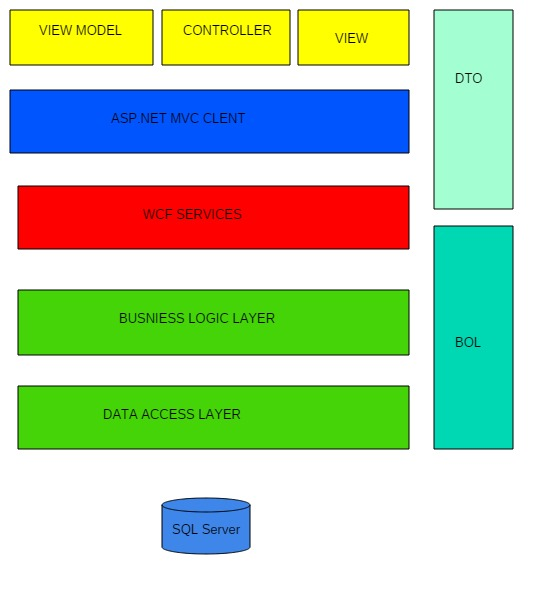 VIEW MODEL
CONTROLLER
VIEW
DTO
ASP.NET MVC CLENT
WCF SERVICES
BUSNIESS LOGIC LAYER
BOL
DATA ACCESS LAYER
SQL Server